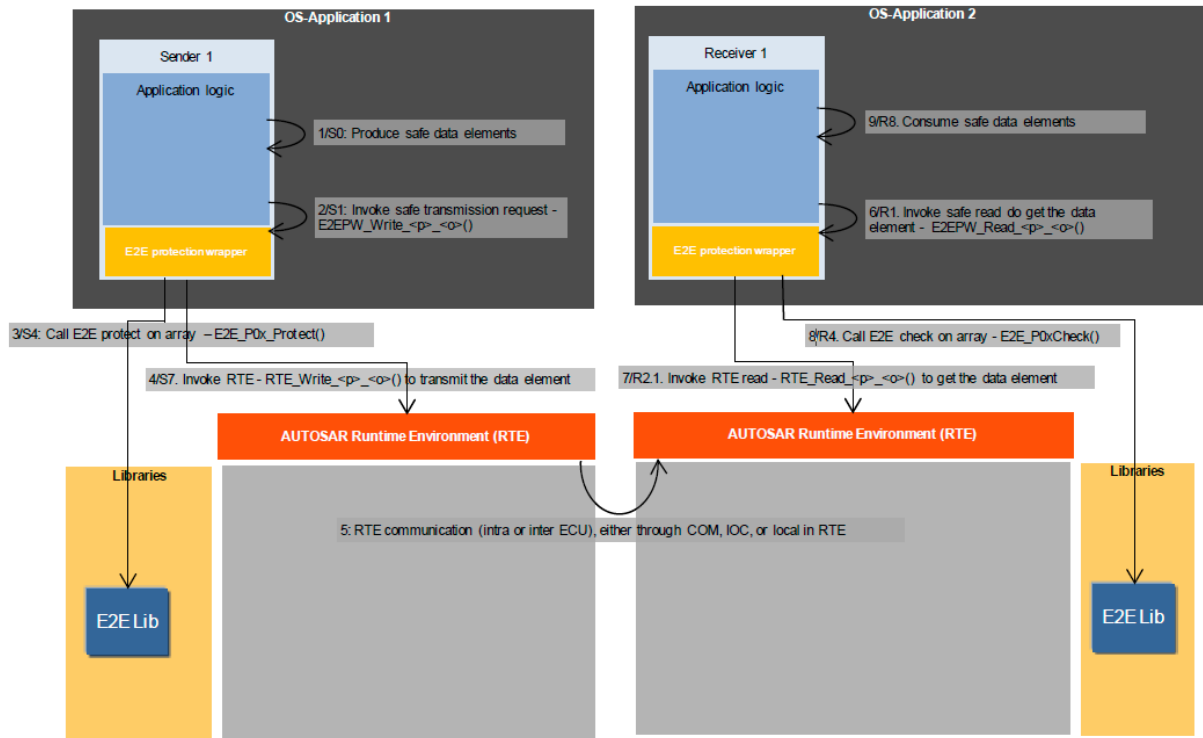 OS-Application 1
Sender 1
Application logic
1/S0: Produce safe data elements
2/S1: Invoke safe transmission request -
E2EPW_Write_<p>_<o>()
E2E protection wrapper
3/S4: Call E2E protect on array – E2E_P0x_Protect()
4/S7. Invoke RTE - RTE_Write_<p>_<o>() to transmit the data element
AUTOSAR Runtime Environment (RTE)
Libraries
E2E Lib
OS-Application 2
Receiver 1
Application logic
9/R8. Consume safe data elements
6/R1. Invoke safe read do get the data
element - E2EPW_Read_<p>_<o>()
E2E protection wrapper
8/R4. Call E2E check on array - E2E_P0xCheck()
7/R2.1. Invoke RTE read - RTE_Read_<p>_<o>() to get the data element
AUTOSAR Runtime Environment (RTE)
Libraries
5: RTE communication (intra or inter ECU), either through COM, IOC, or local in RTE
E2E Lib